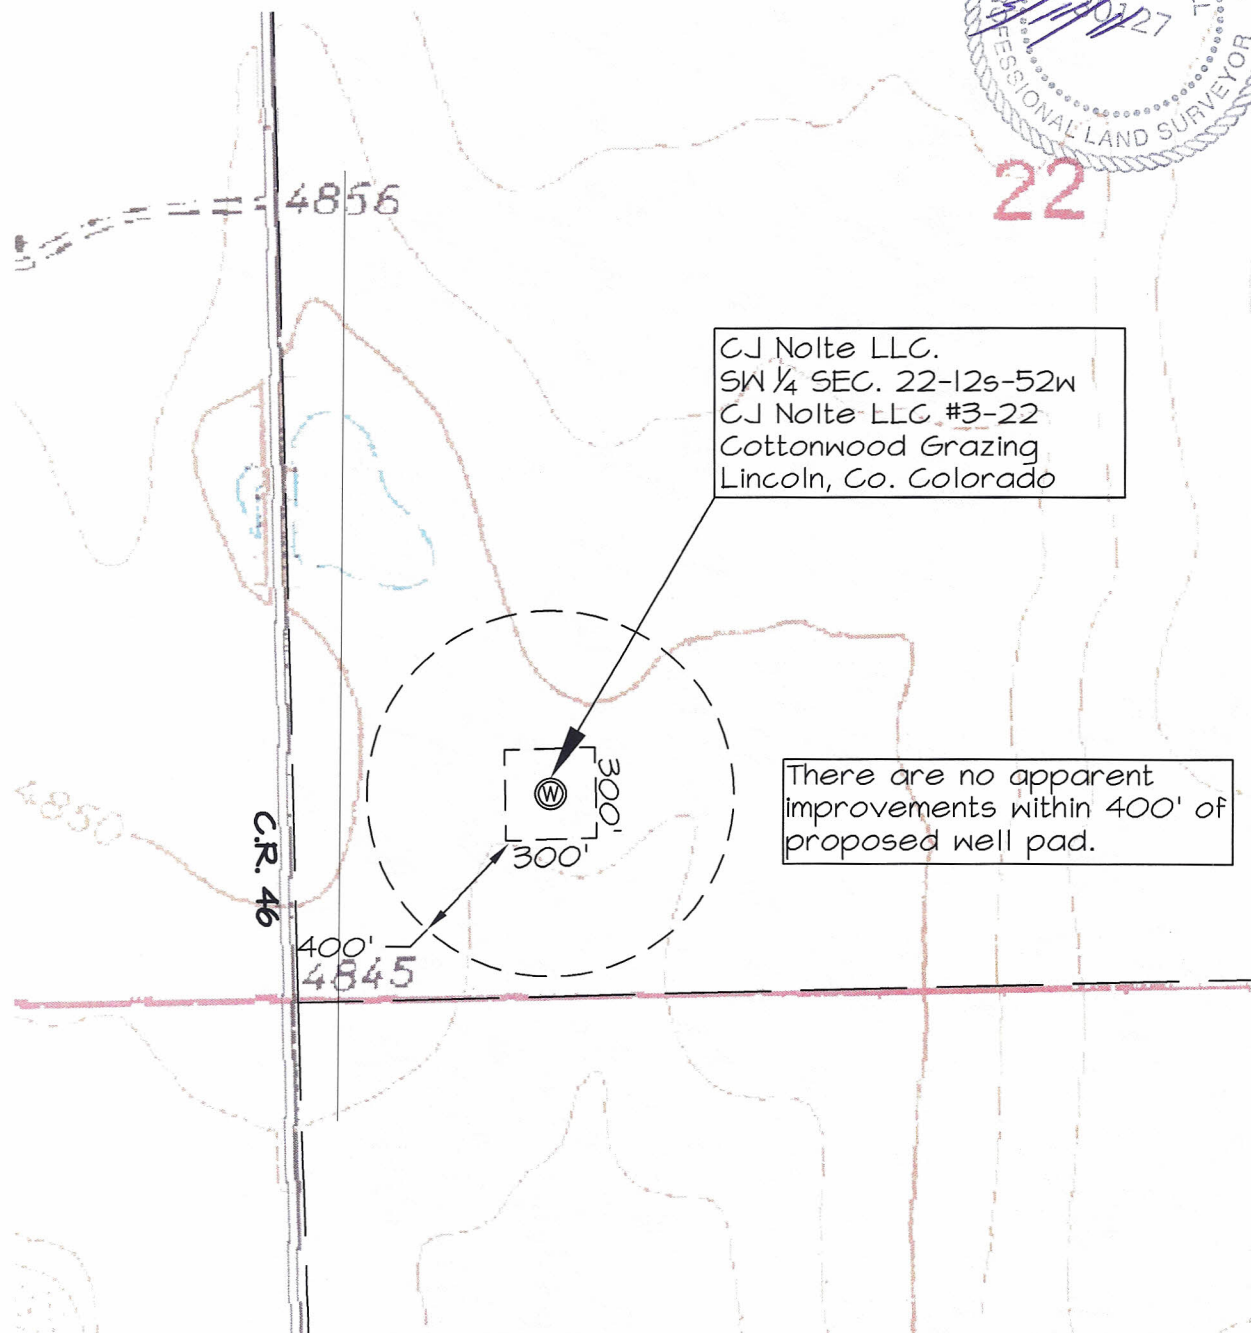 30127
PROFESSIONAL LAND SURVEYOR
4856
22
CJ Nolte LLC.
SW ¼ SEC. 22-12s-52w
CJ Nolte LLC #3-22
Cottonwood Grazing
Lincoln, Co. Colorado
300'
W
There are no apparent
improvements within 400' of
proposed well pad.
4850
C.R. 46
300'
400'
4845